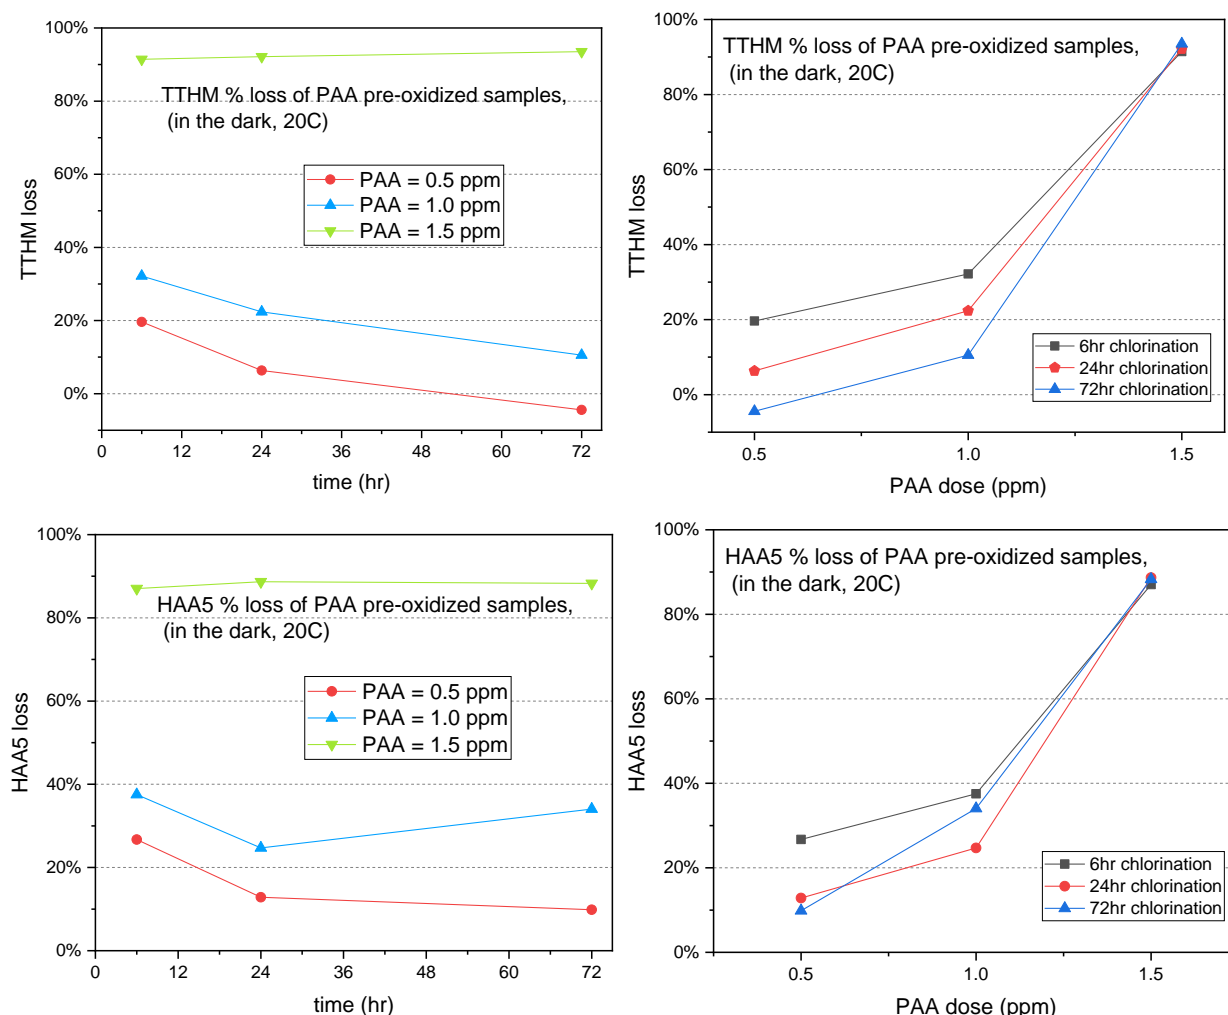 100%
80%
60%
40%
20%
0%
TTHM loss
TTHM % loss of PAA pre-oxidized samples,
(in the dark, 20C)
PAA = 0.5 ppm
PAA = 1.0 ppm
PAA = 1.5 ppm
0 12 24 36 48 60 72
time (hr)
100%
80%
60%
40%
20%
0%
TTHM loss
TTHM % loss of PAA pre-oxidized samples,
(in the dark, 20C)
6hr chlorination
24hr chlorination
72hr chlorination
0.5 1.0 1.5
PAA dose (ppm)
100%
80%
60%
40%
20%
0%
HAA5 loss
HAA5 % loss of PAA pre-oxidized samples,
(in the dark, 20C)
PAA = 0.5 ppm
PAA = 1.0 ppm
PAA = 1.5 ppm
0 12 24 36 48 60 72
time (hr)
100%
80%
60%
40%
20%
0%
HAA5 loss
HAA5 % loss of PAA pre-oxidized samples,
(in the dark, 20C)
6hr chlorination
24hr chlorination
72hr chlorination
0.5 1.0 1.5
PAA dose (ppm)